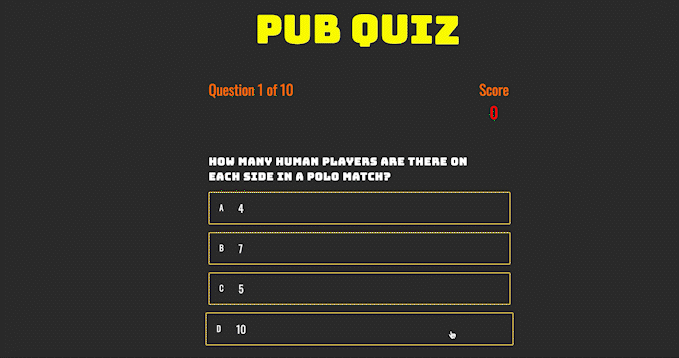 PUB QUIZ
Question 1 of 10
Score
0
HOW MANY HUMAN PLAYERS ARE THERE ON
EACH SIDE IN A POLO MATCH?
A 4
B 7
C 5
D 10